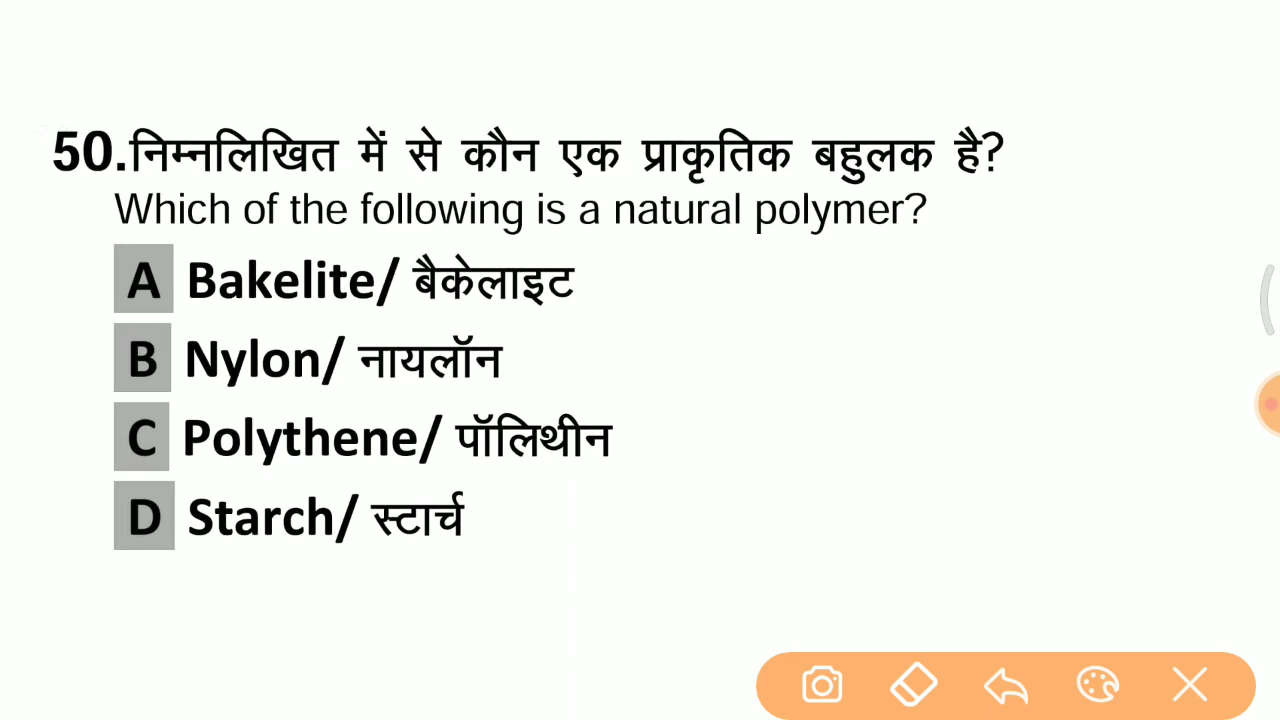 50.निम्नलिखित में से कौन एक प्राकृतिक बहुलक है?
Which of the following is a natural polymer?
A Bakelite/ बैकेलाइट
B Nylon/ नायलॉन
C Polythene/ पॉलिथीन
D Starch/ स्टार्च